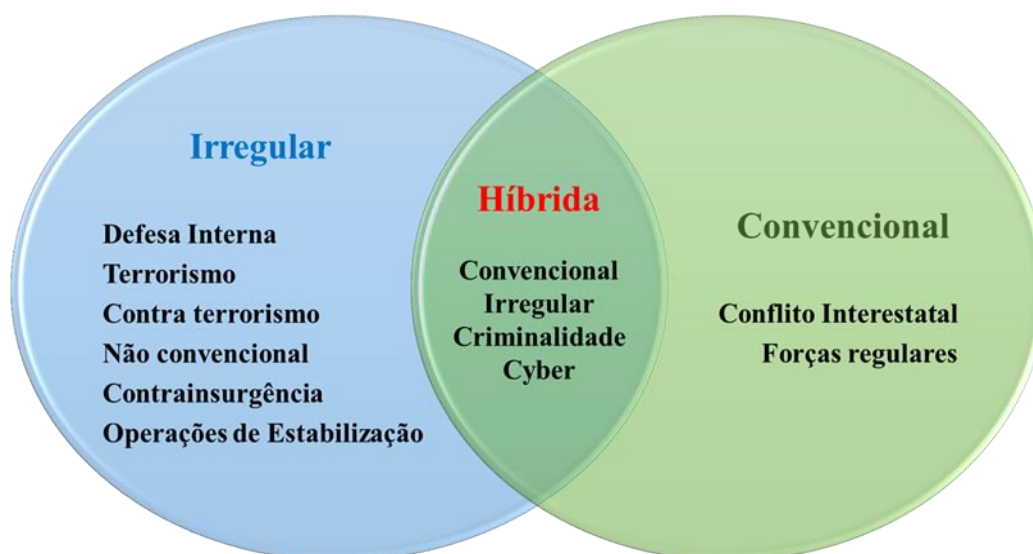 Irregular
Defesa Interna
Terrorismo
Contra terrorismo
Não convencional
Contrainsurgência
Operações de Estabilização
Híbrida
Convencional
Irregular
Criminalidade
Cyber
Convencional
Conflito Interestatal
Forças regulares